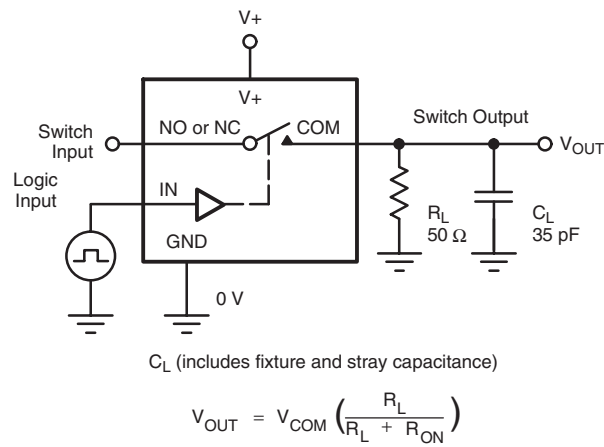 V+
V+
NO or NC
COM
Switch Output
Switch
Input
V_OUT
Logic
Input
IN
R_L
50 Ω
C_L
35 pF
GND
0 V
C_L (includes fixture and stray capacitance)
V_OUT = V_COM (R_L / (R_L + R_ON))